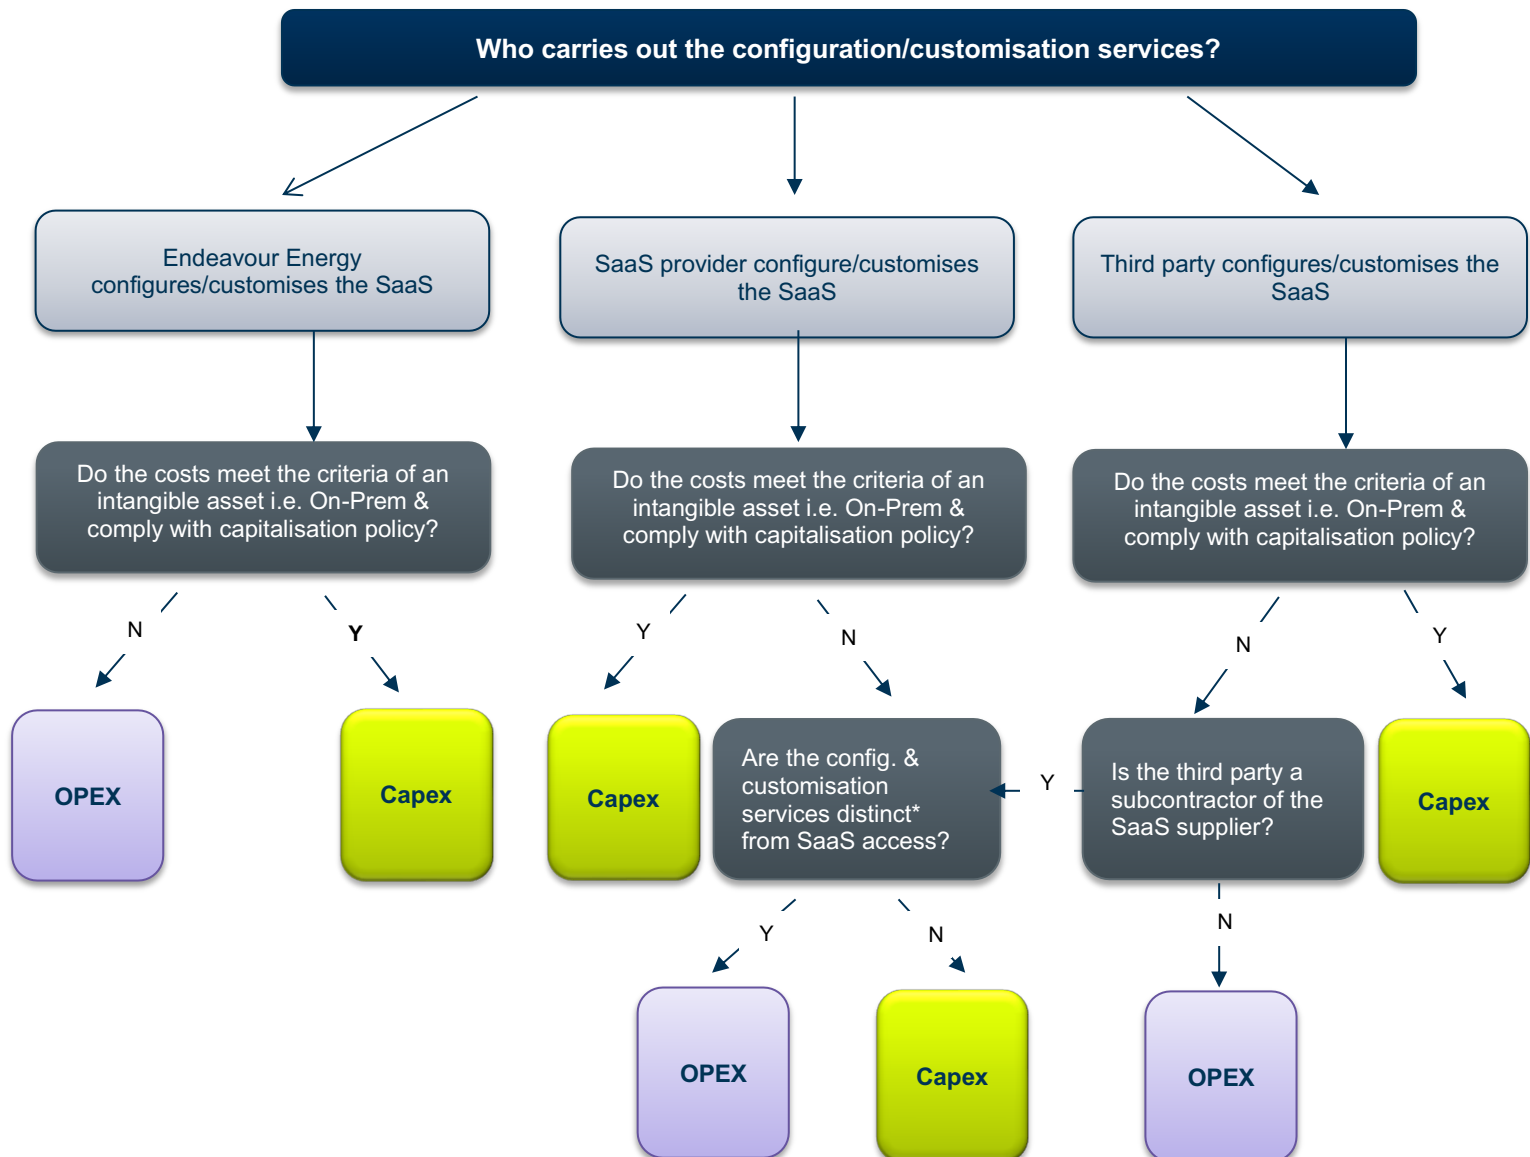 Who carries out the configuration/customisation services?
Endeavour Energy
configures/customises the SaaS
SaaS provider configure/customises
the SaaS
Third party configures/customises the
SaaS
Do the costs meet the criteria of an
intangible asset i.e. On-Prem &
comply with capitalisation policy?
Do the costs meet the criteria of an
intangible asset i.e. On-Prem &
comply with capitalisation policy?
Do the costs meet the criteria of an
intangible asset i.e. On-Prem &
comply with capitalisation policy?
N
Y
Y
N
N
Y
OPEX
Capex
Capex
Are the config. &
customisation
services distinct*
from SaaS access?
Y
Is the third party a
subcontractor of the
SaaS supplier?
Capex
Y
N
N
OPEX
Capex
OPEX